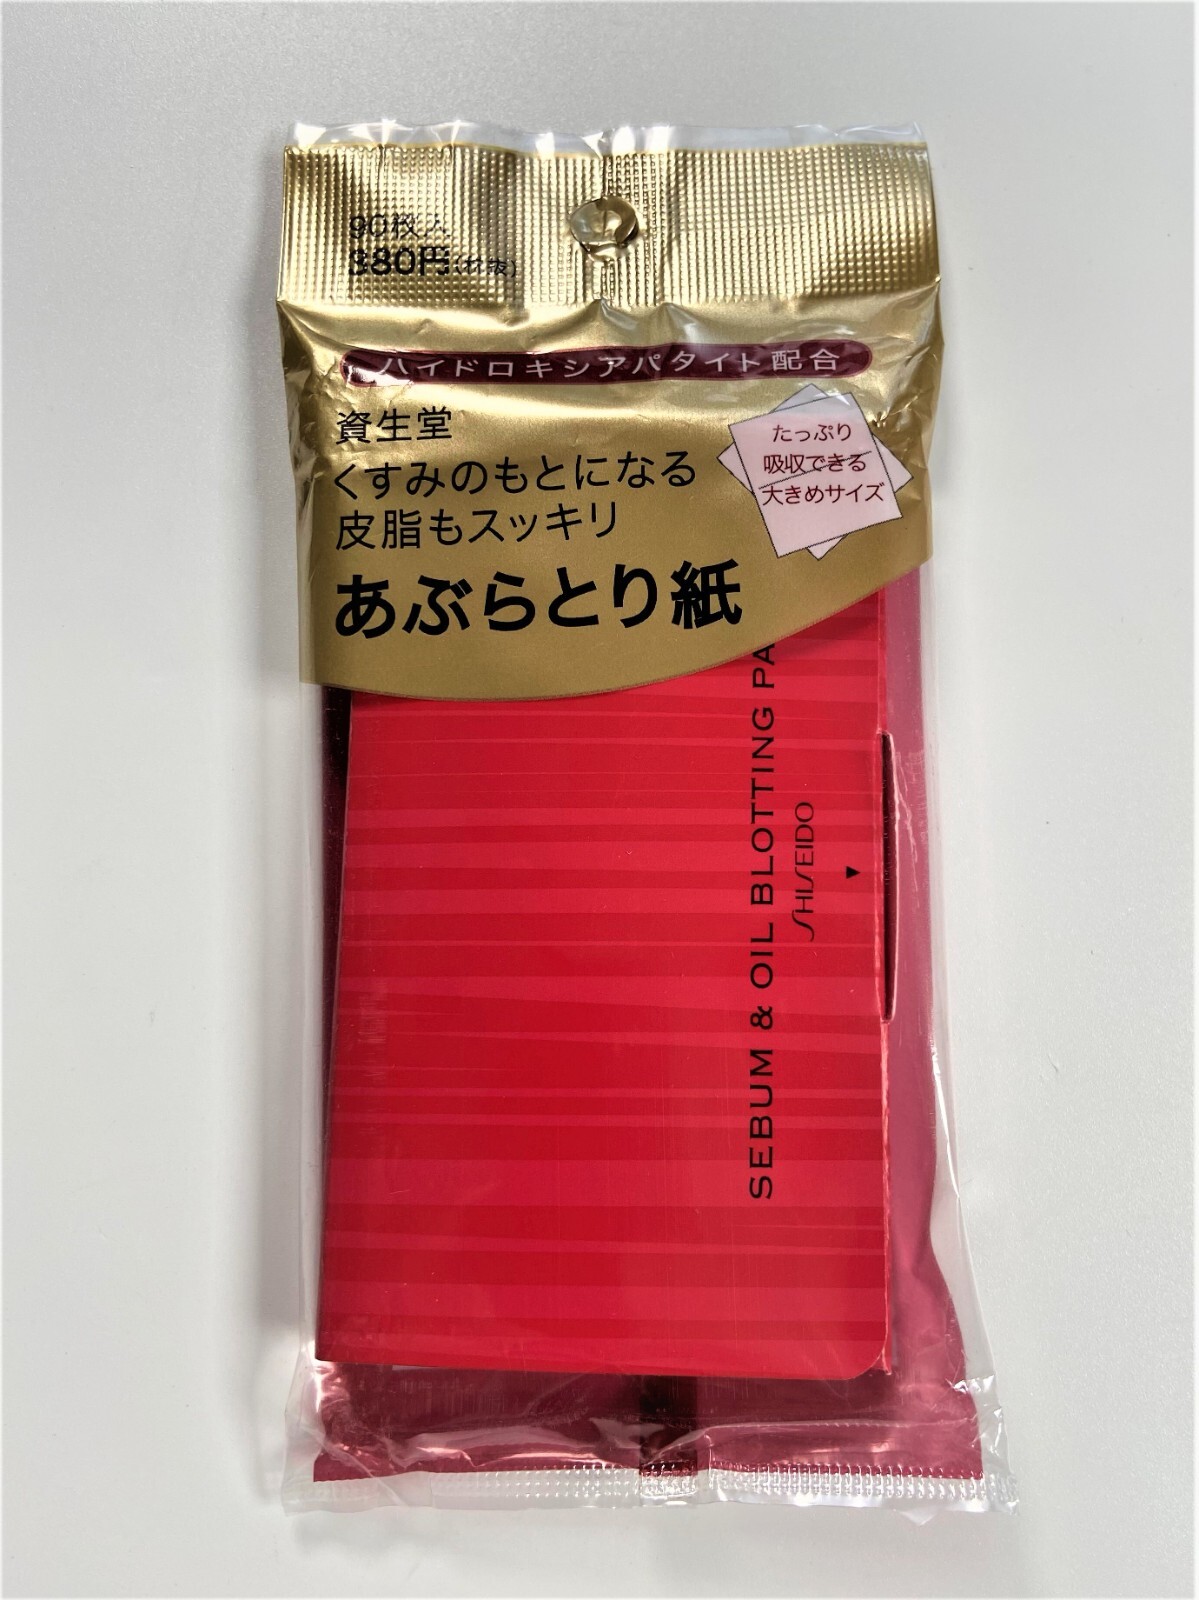 90枚入
380円(税抜)
ハイドロキシアパタイト配合
資生堂
くすみのもとになる
皮脂もスッキリ
あぶらとり紙
たっぷり
吸収できる
大きめサイズ
SEBUM & OIL BLOTTING PA
SHISEIDO